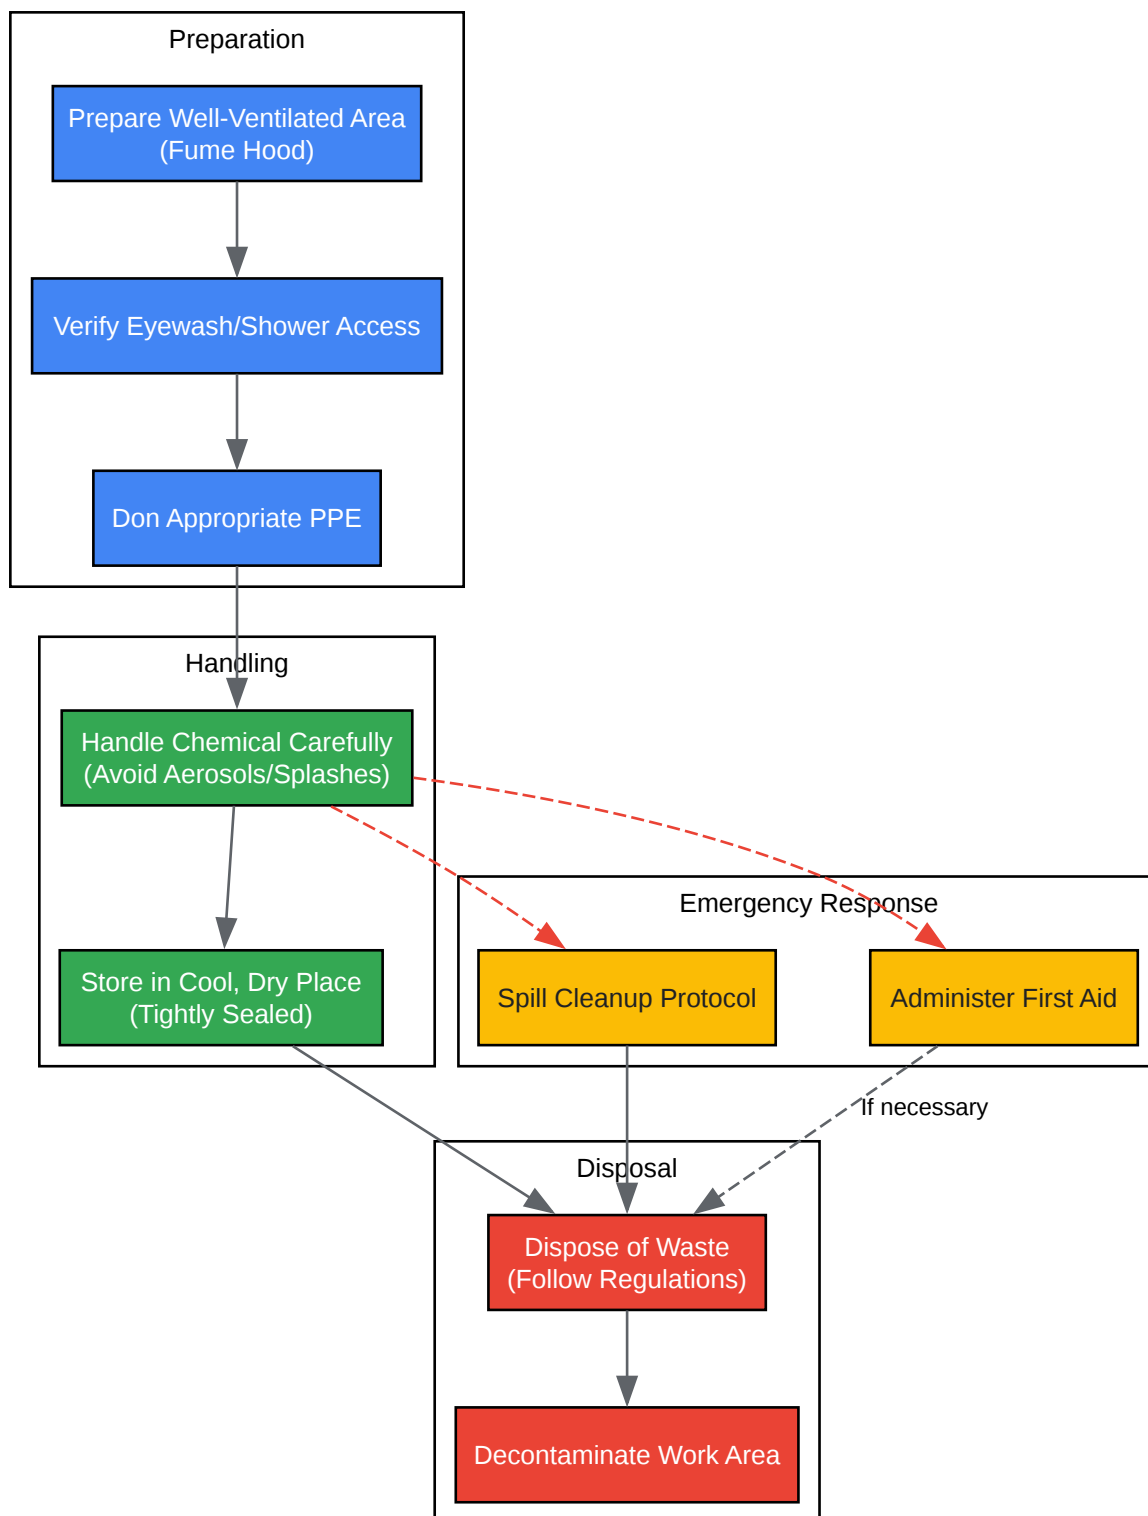 Preparation
Prepare Well-Ventilated Area
(Fume Hood)
Verify Eyewash/Shower Access
Don Appropriate PPE
Handling
Handle Chemical Carefully
(Avoid Aerosols/Splashes)
Store in Cool, Dry Place
(Tightly Sealed)
Emergency Response
Spill Cleanup Protocol
Administer First Aid
If necessary
Disposal
Dispose of Waste
(Follow Regulations)
Decontaminate Work Area